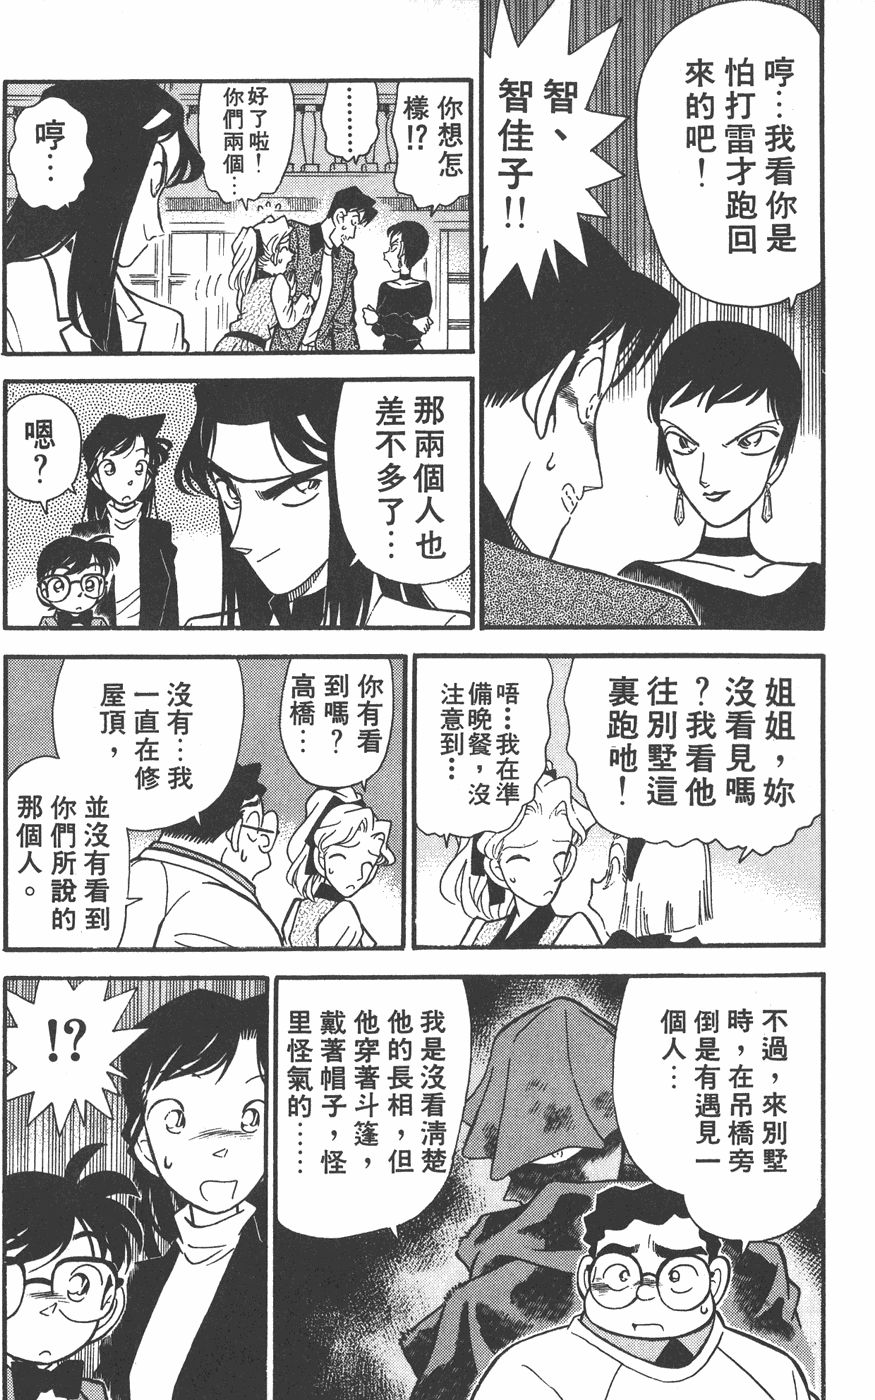 哼…我看你是
怕打雷才跑回
來的吧！
智、
智佳子!!
你想怎
樣!?
……
好了啦！
你們兩個…
哼…
那兩個人也
差不多了…
嗯？
姐姐，妳
沒看見嗎
？我看他
往別墅這
裏跑吔！
唔…我在準
備晚餐，沒
注意到…
你有看
到嗎？
高橋…
沒有…我
一直在修
屋頂，
並沒有看到
你們所說的
那個人。
不過，來別墅
時，在吊橋旁
倒是有遇見一
個人…
我是沒看淸楚
他的長相，但
他穿著斗篷，
戴著帽子，怪
里怪氣的……
!?